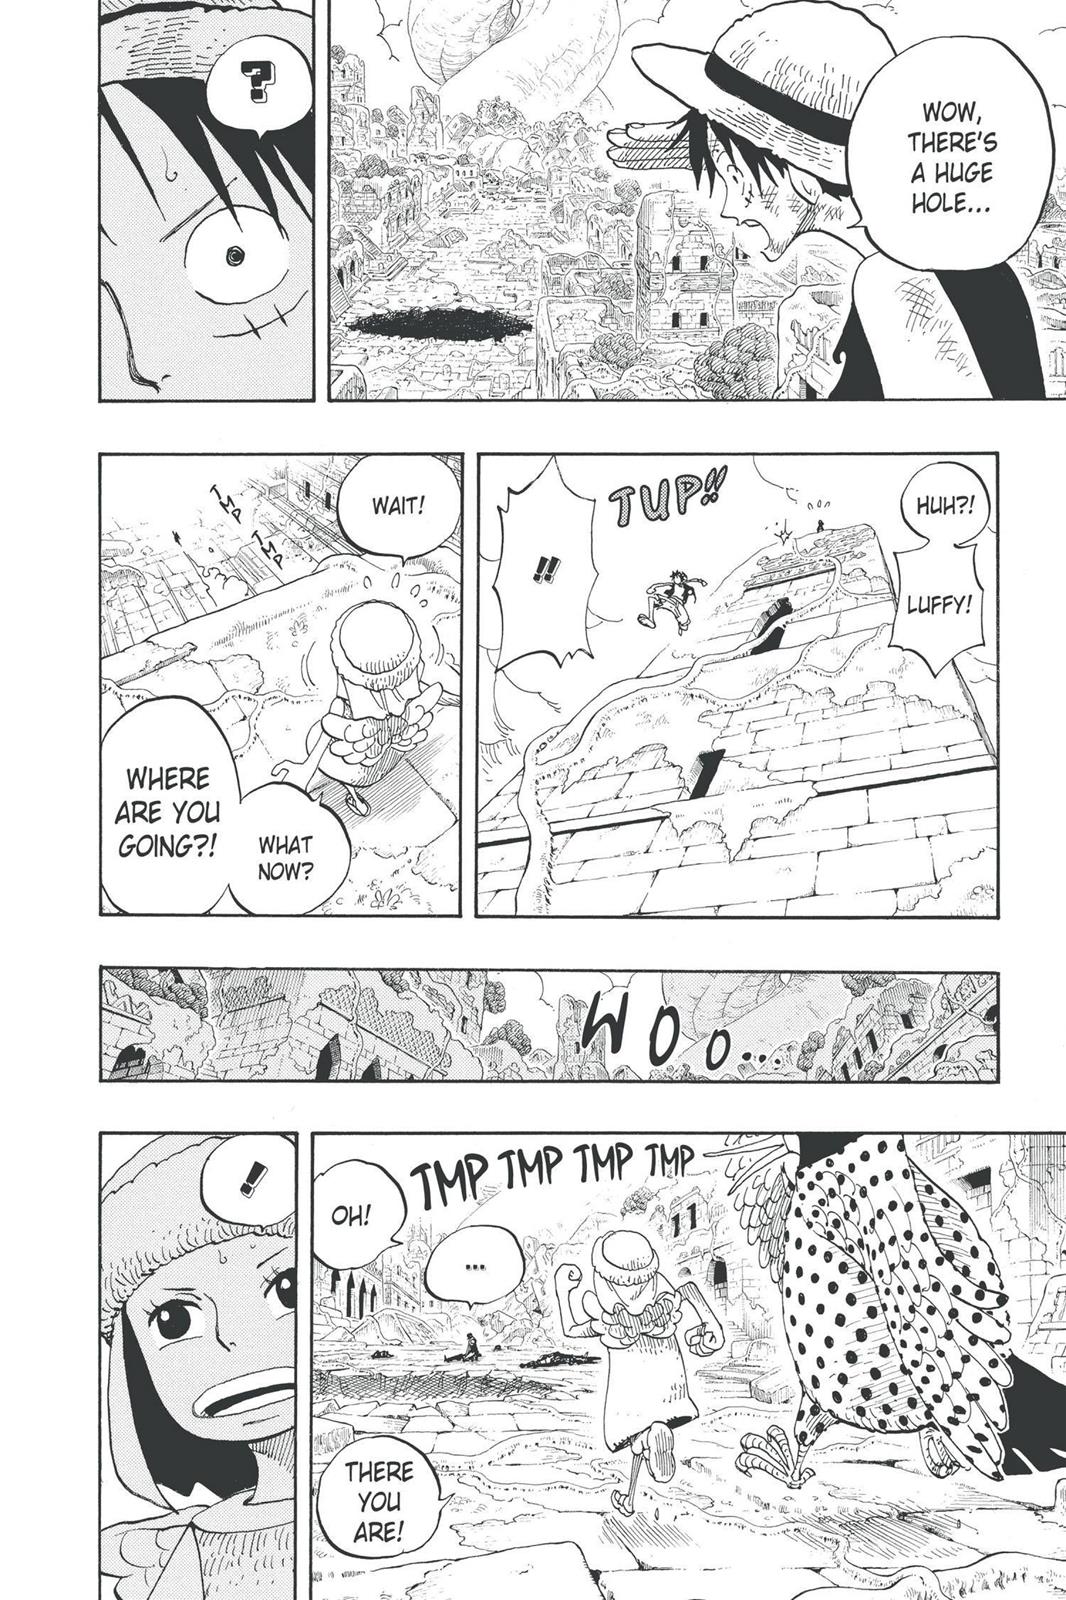 WOW,
THERE'S
A HUGE
HOLE...
?
HUH?!
LUFFY!
TUP!!
!!
WAIT!
TMP
TMP
WHAT
NOW?
WHERE
ARE YOU
GOING?!
WOO...
TMP TMP TMP TMP
OH!
...
THERE
YOU
ARE!
!